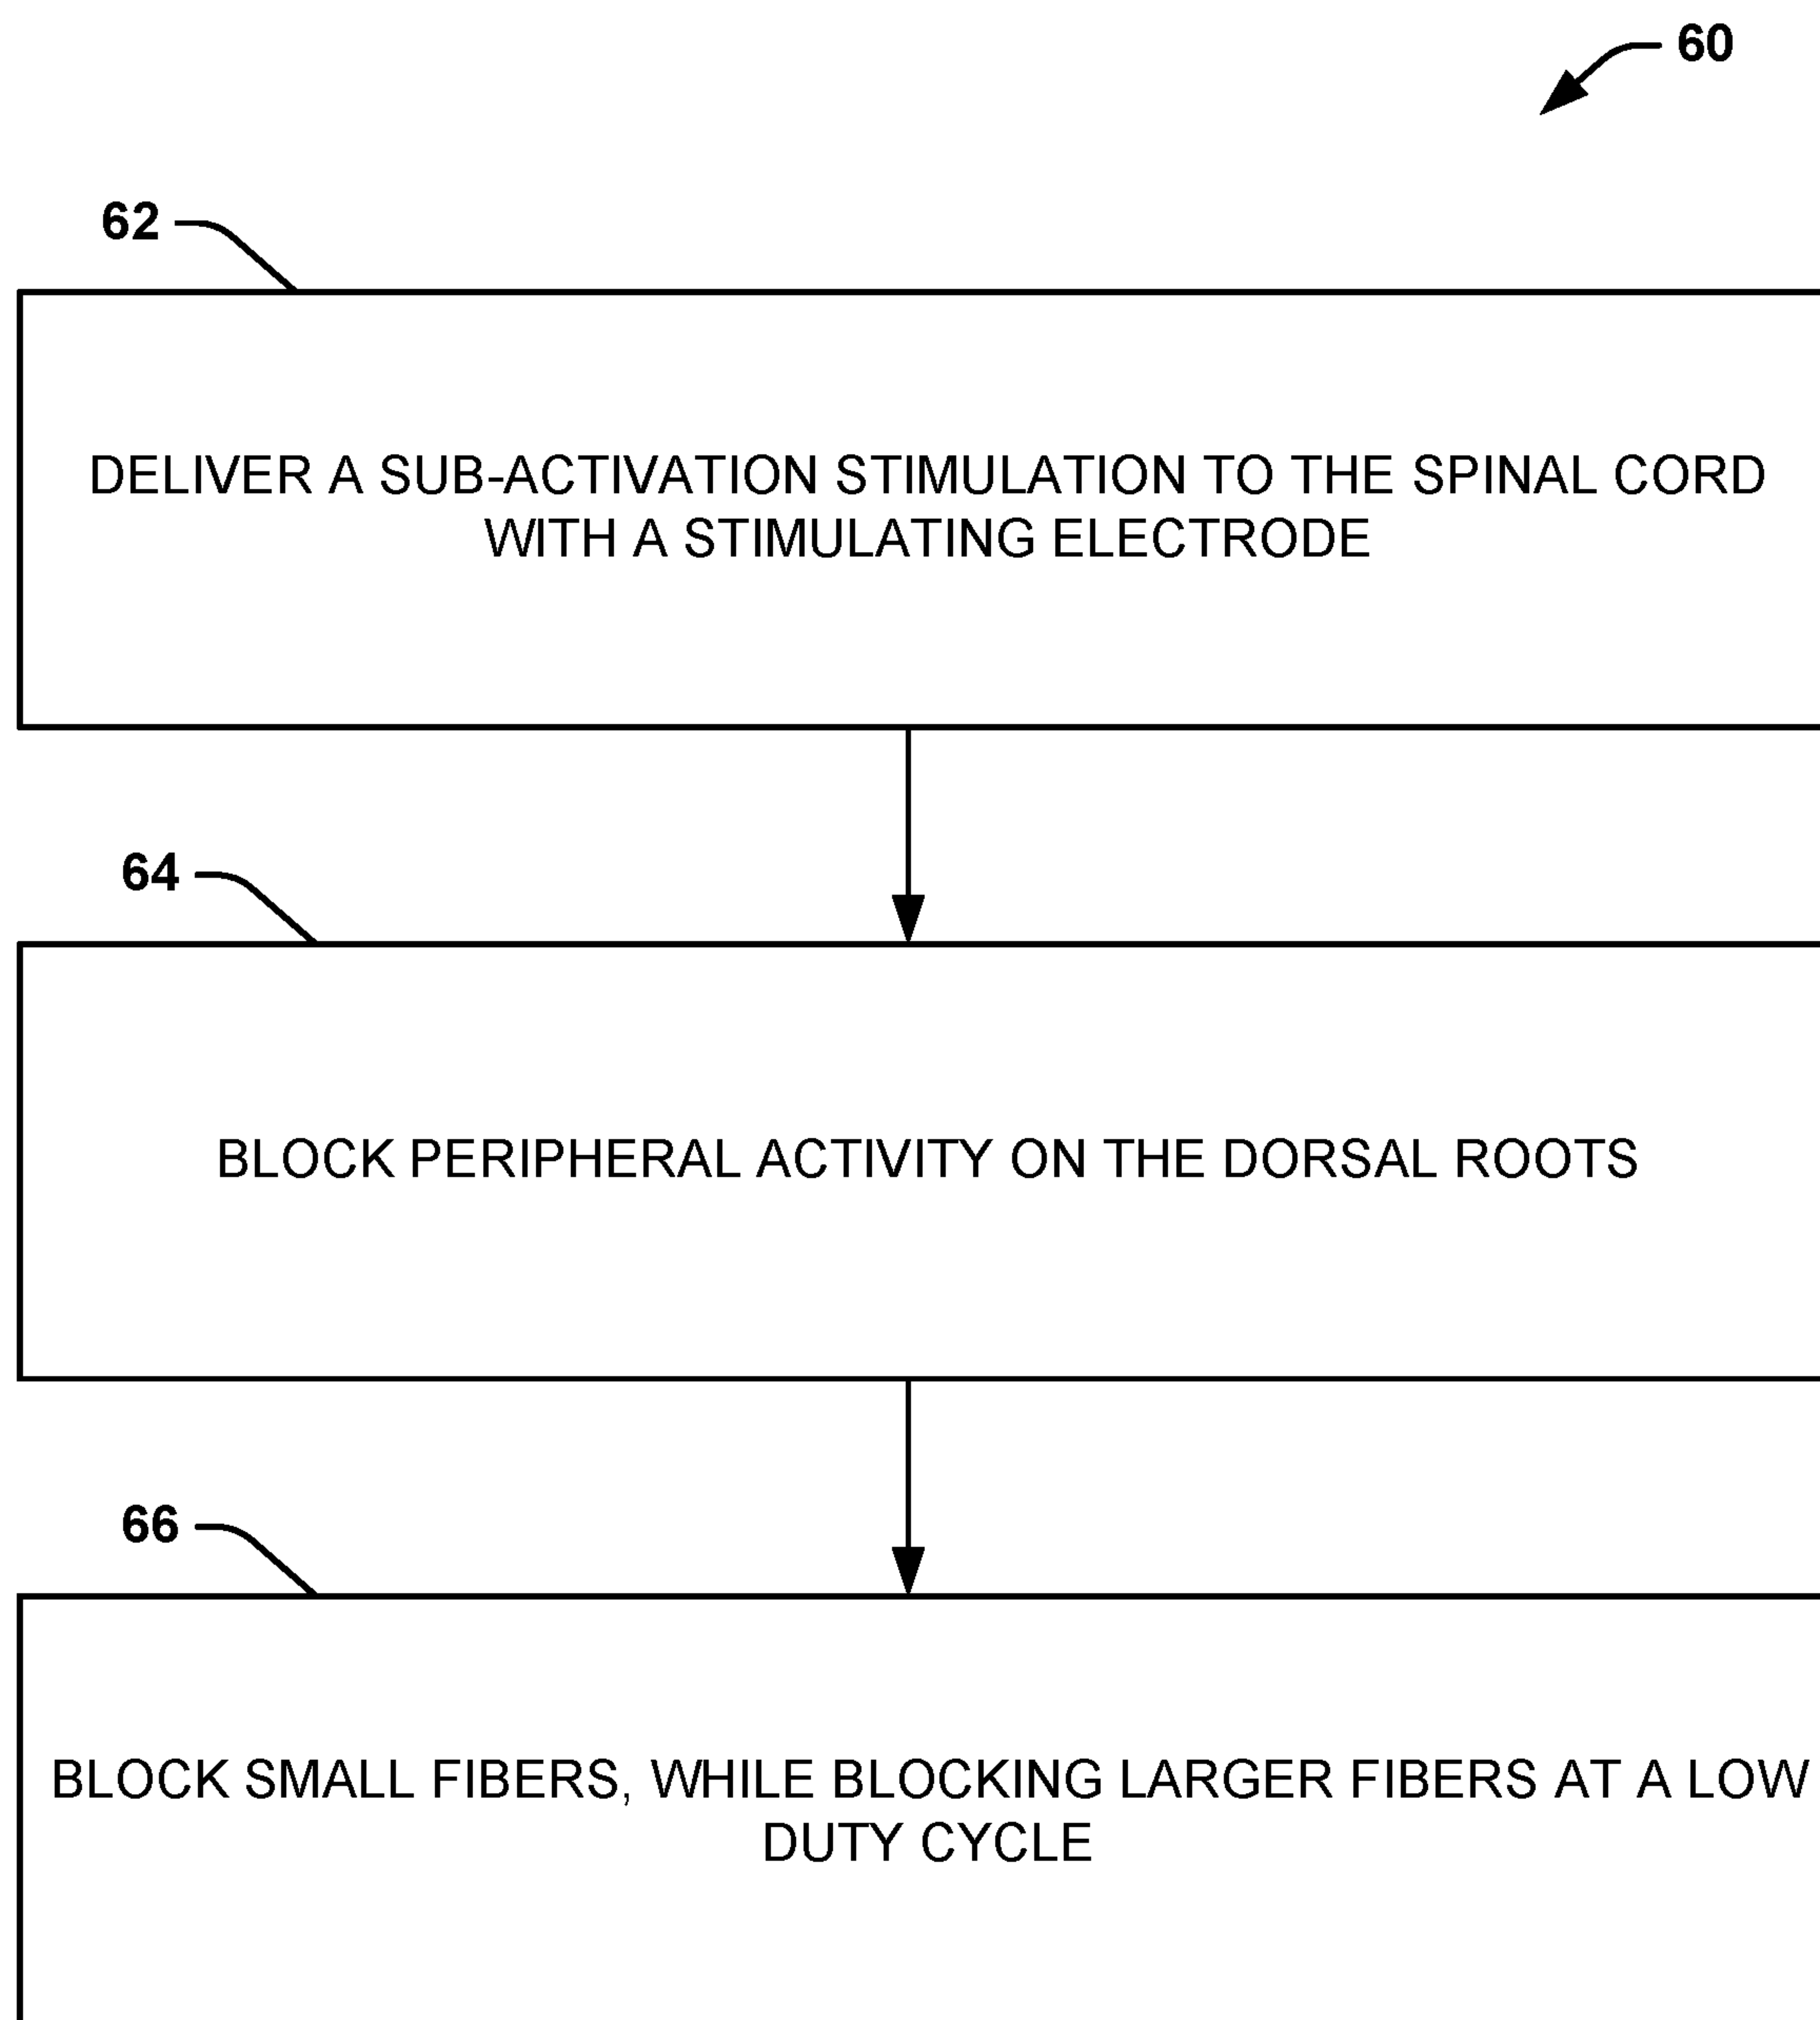 60
62
DELIVER A SUB-ACTIVATION STIMULATION TO THE SPINAL CORD
WITH A STIMULATING ELECTRODE
64
BLOCK PERIPHERAL ACTIVITY ON THE DORSAL ROOTS
66
BLOCK SMALL FIBERS, WHILE BLOCKING LARGER FIBERS AT A LOW
DUTY CYCLE